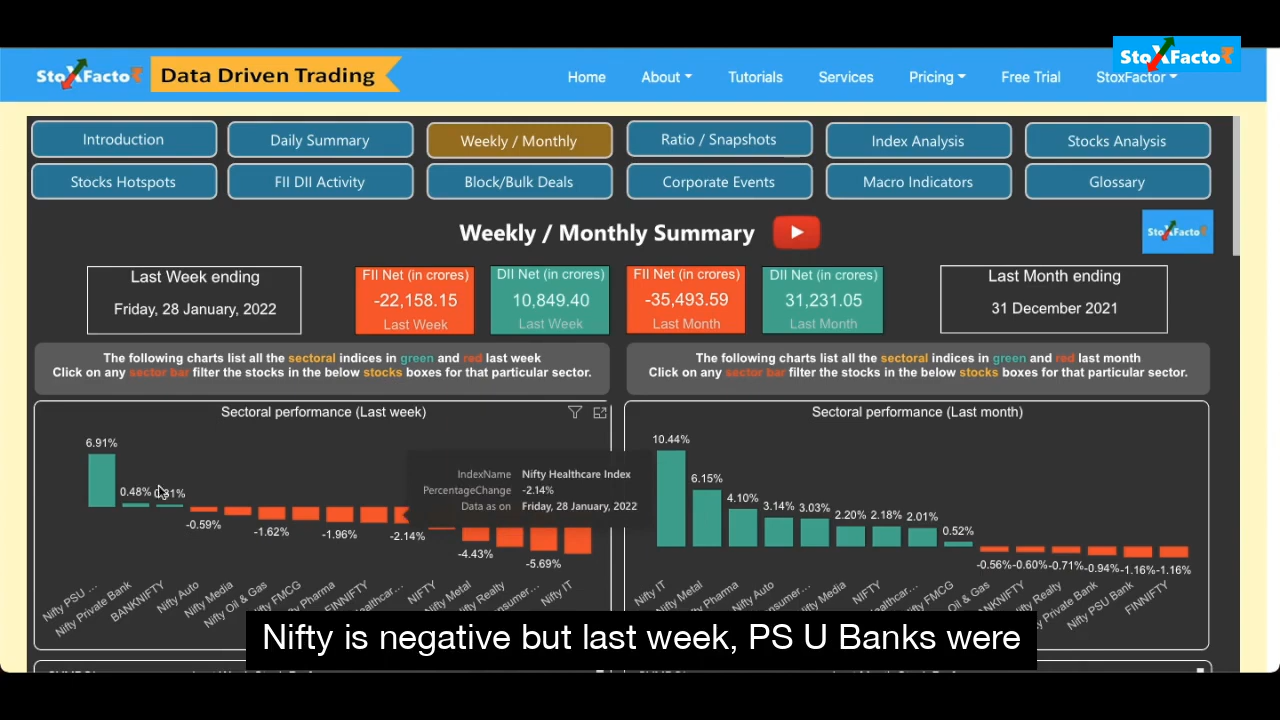 StoXFactoR
StoXFactoR Data Driven Trading Home About Tutorials Services Pricing Free Trial StoxFactor
Introduction Daily Summary Weekly / Monthly Ratio / Snapshots Index Analysis Stocks Analysis
Stocks Hotspots FII DII Activity Block/Bulk Deals Corporate Events Macro Indicators Glossary
Weekly / Monthly Summary
StoXFactoR
Last Week ending
Friday, 28 January, 2022
FII Net (in crores)
-22,158.15
Last Week
DII Net (in crores)
10,849.40
Last Week
FII Net (in crores)
-35,493.59
Last Month
DII Net (in crores)
31,231.05
Last Month
Last Month ending
31 December 2021
The following charts list all the sectoral indices in green and red last week
Click on any sector bar filter the stocks in the below stocks boxes for that particular sector.
The following charts list all the sectoral indices in green and red last month
Click on any sector bar filter the stocks in the below stocks boxes for that particular sector.
Sectoral performance (Last week)
6.91%
0.48%
-0.59%
-1.62%
-1.96%
-2.14%
-4.43%
-5.69%
IndexName Nifty Healthcare Index
PercentageChange -2.14%
Data as on Friday, 28 January, 2022
Nifty PSU ...
Nifty Private Bank
BANKNIFTY
Nifty Auto
Nifty Media
Nifty Oil & Gas
Nifty FMCG
Pharma
FINNIFTY
ealthcar...
NIFTY
Metal
Realty
onsumer...
Nifty IT
Sectoral performance (Last month)
10.44%
6.15%
4.10%
3.14%
3.03%
2.20%
2.18%
2.01%
0.52%
-0.56%
-0.60%
-0.71%
-0.94%
-1.16%
-1.16%
Nifty IT
Nifty Metal
Pharma
Nifty Auto
onsumer...
Media
NIFTY
ealthcar...
FMCG
Oil & Gas
NKNIFTY
Realty
Private Bank
Nifty PSU Bank
FINNIFTY
Nifty is negative but last week, PS U Banks were